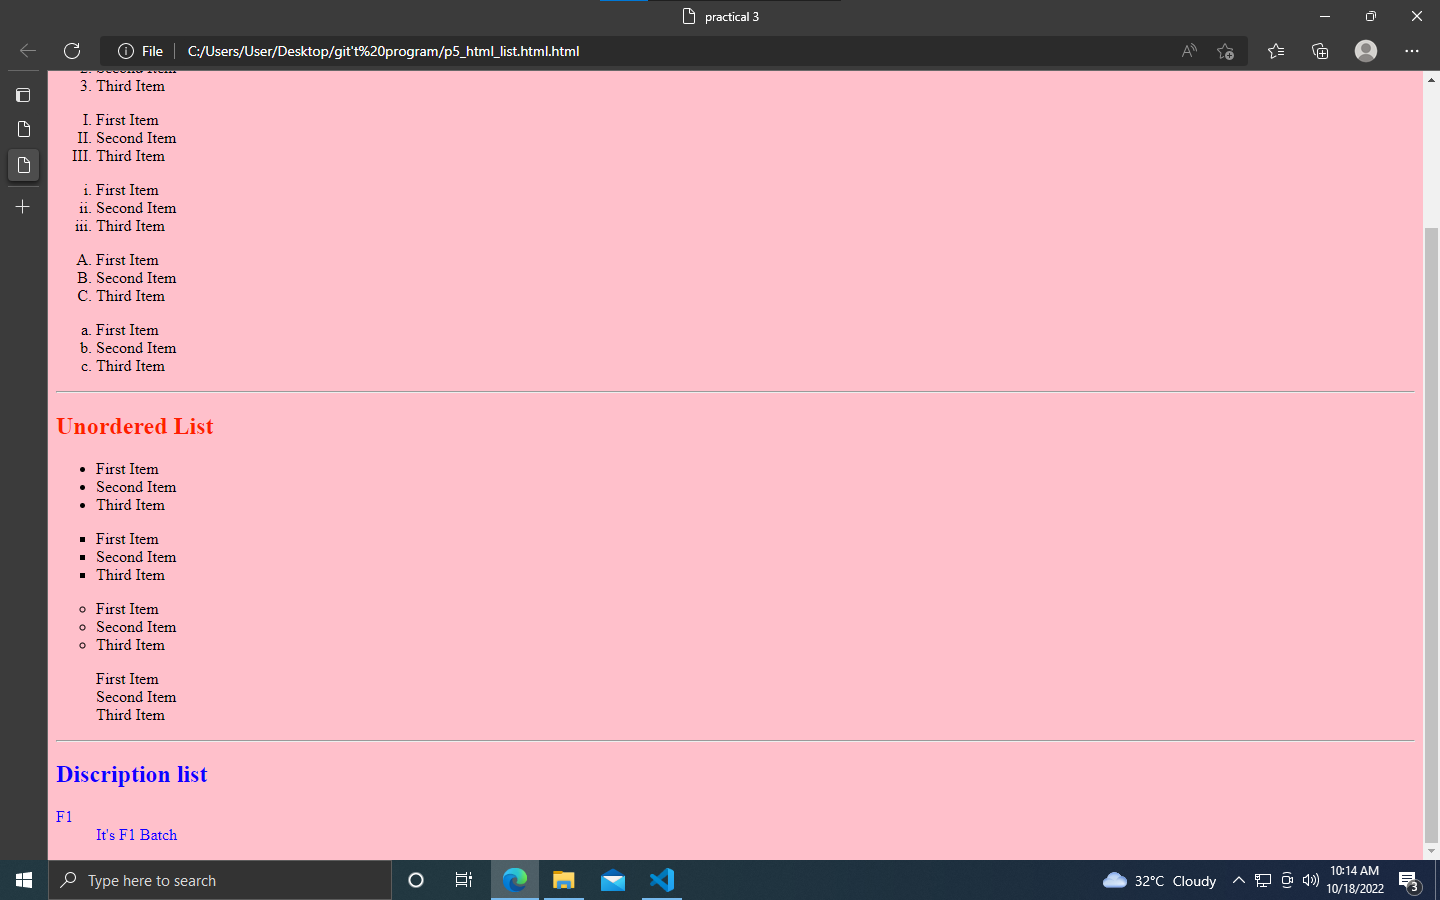 practical 3
File
C:/Users/User/Desktop/git't%20program/p5_html_list.html.html
2. Second Item
3. Third Item
I. First Item
II. Second Item
III. Third Item
i. First Item
ii. Second Item
iii. Third Item
A. First Item
B. Second Item
C. Third Item
a. First Item
b. Second Item
c. Third Item
Unordered List
First Item
Second Item
Third Item
First Item
Second Item
Third Item
First Item
Second Item
Third Item
First Item
Second Item
Third Item
Discription list
F1
It's F1 Batch
Type here to search
32°C Cloudy
10:14 AM
10/18/2022
3